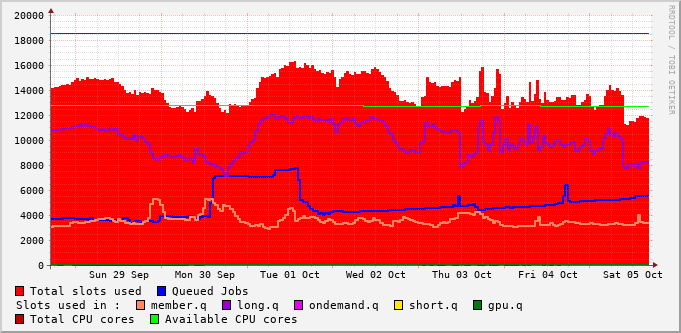 20000
18000
16000
14000
12000
10000
8000
6000
4000
2000
0
Sun 29 Sep Mon 30 Sep Tue 01 Oct Wed 02 Oct Thu 03 Oct Fri 04 Oct Sat 05 Oct
Total slots used Queued Jobs
Slots used in : member.q long.q ondemand.q short.q gpu.q
Total CPU cores Available CPU cores
RRDTOOL / TOBI OETIKER